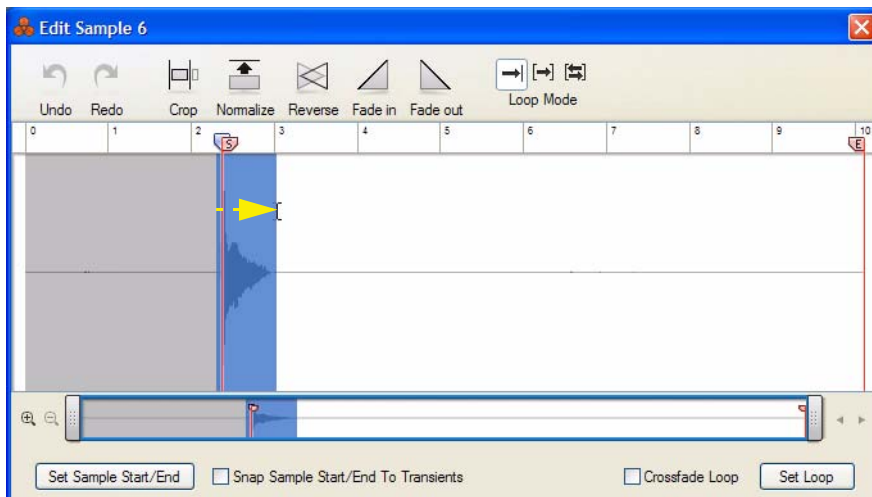 Edit Sample 6
Undo Redo Crop Normalize Reverse Fade in Fade out Loop Mode
0 1 2 3 4 5 6 7 8 9 10
S E
Set Sample Start/End Snap Sample Start/End To Transients Crossfade Loop Set Loop